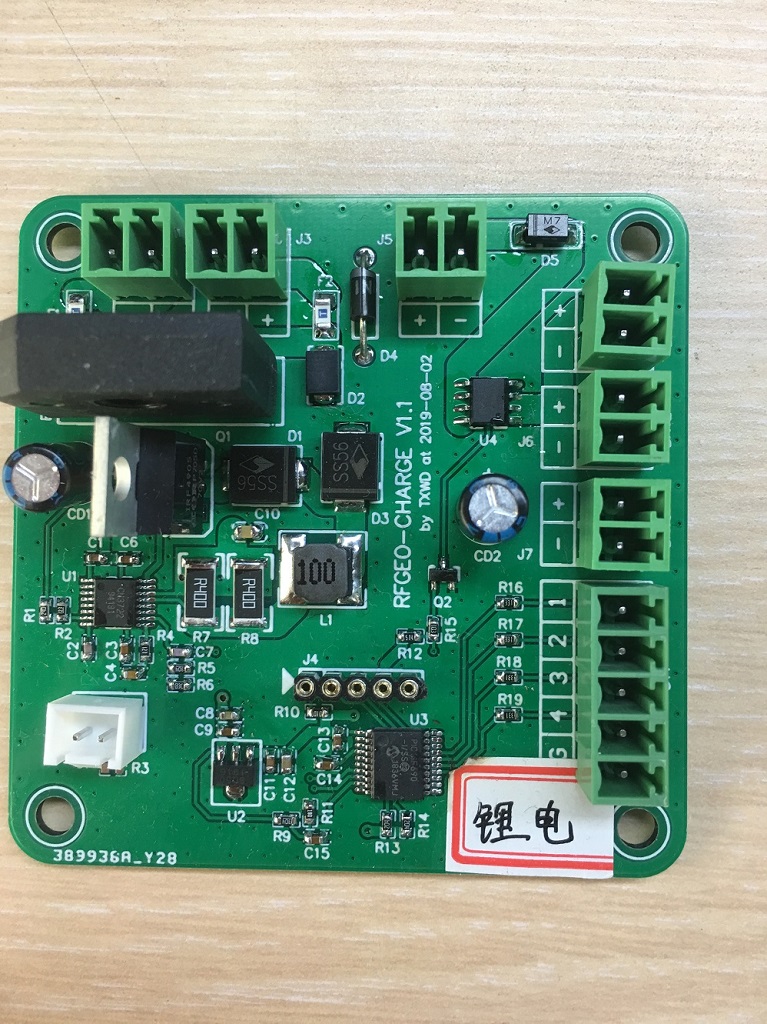 J3
J5
M7
D5
+
F2
+
−
+
−
D4
D2
+
−
U4
J6
Q1
D1
SS56
SS56
C10
D3
RFGEO-CHARGE V1.1
by TXWD at 2019-08-02
CD1
CD2
+
−
J7
C1
C6
U1
R400
R400
100
L1
Q2
R1
R2
C2
C3
C4
R4
R7
R8
C7
R5
R6
R12
R15
R16
1
R17
2
R18
3
R19
4
G
J4
R10
U3
C8
C9
C13
C14
R3
U2
C11
C12
R9
R11
C15
R13
R14
锂电
389936A_Y28